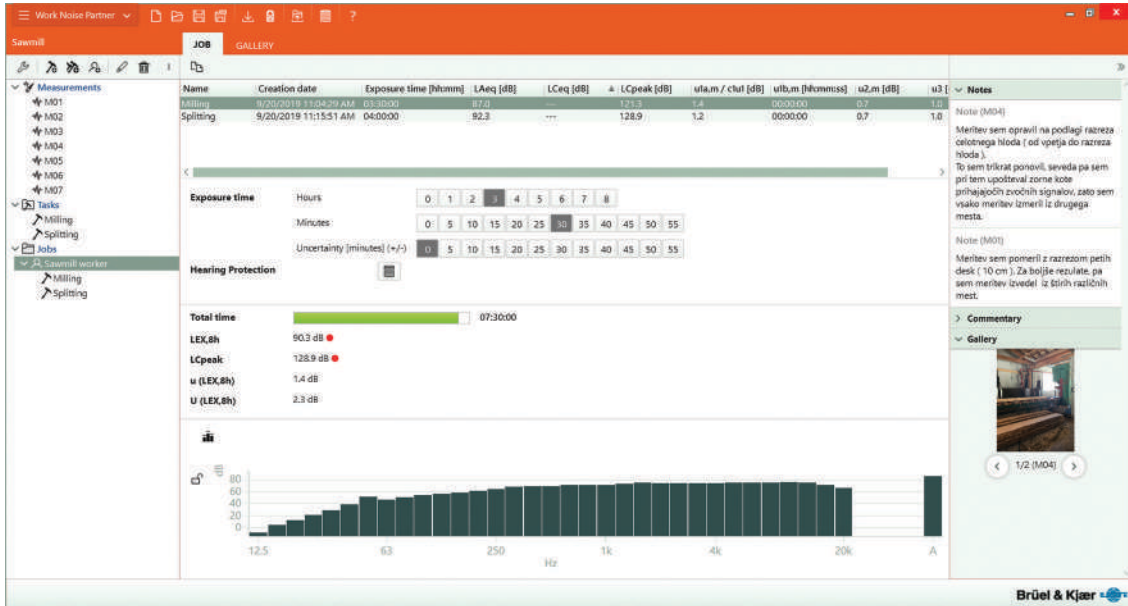 Work Noise Partner
?
Sawmill
JOB
GALLERY
Measurements
M01
M02
M03
M04
M05
M06
M07
Tasks
Milling
Splitting
Jobs
Sawmill worker
Milling
Splitting
Name Creation date Exposure time [hh:mm] LAeq [dB] LCeq [dB] LCpeak [dB] u1a,m / c1u1 [dB] u1b,m [hh:mm:ss] u2,m [dB] u3 [
Milling 9/20/2019 11:04:29 AM 03:30:00 87.0 --- 121.3 1.4 00:00:00 0.7 1.0
Splitting 9/20/2019 11:15:51 AM 04:00:00 92.3 --- 128.9 1.2 00:00:00 0.7 1.0
Exposure time Hours 0 1 2 3 4 5 6 7 8
Minutes 0 5 10 15 20 25 30 35 40 45 50 55
Uncertainty [minutes] (+/-) 0 5 10 15 20 25 30 35 40 45 50 55
Hearing Protection
Total time 07:30:00
LEX,8h 90.3 dB
LCpeak 128.9 dB
u (LEX,8h) 1.4 dB
U (LEX,8h) 2.3 dB
dB
80
60
40
20
0
12.5 63 250 1k 4k 20k A
Hz
Notes
Note (M04)
Meritev sem opravil na podlagi razreza
celotnega hloda ( od vpetja do razreza
hloda ).
To sem trikrat ponovil, seveda pa sem
pri tem upošteval zorne kote
prihajajočih zvočnih signalov, zato sem
vsako meritev izmeril iz drugega
mesta.
Note (M01)
Meritev sem pomeril z razrezom petih
desk ( 10 cm ). Za boljše rezulate, pa
sem meritev izvedel iz štirih različnih
mest.
Commentary
Gallery
1/2 (M04)
Brüel & Kjær